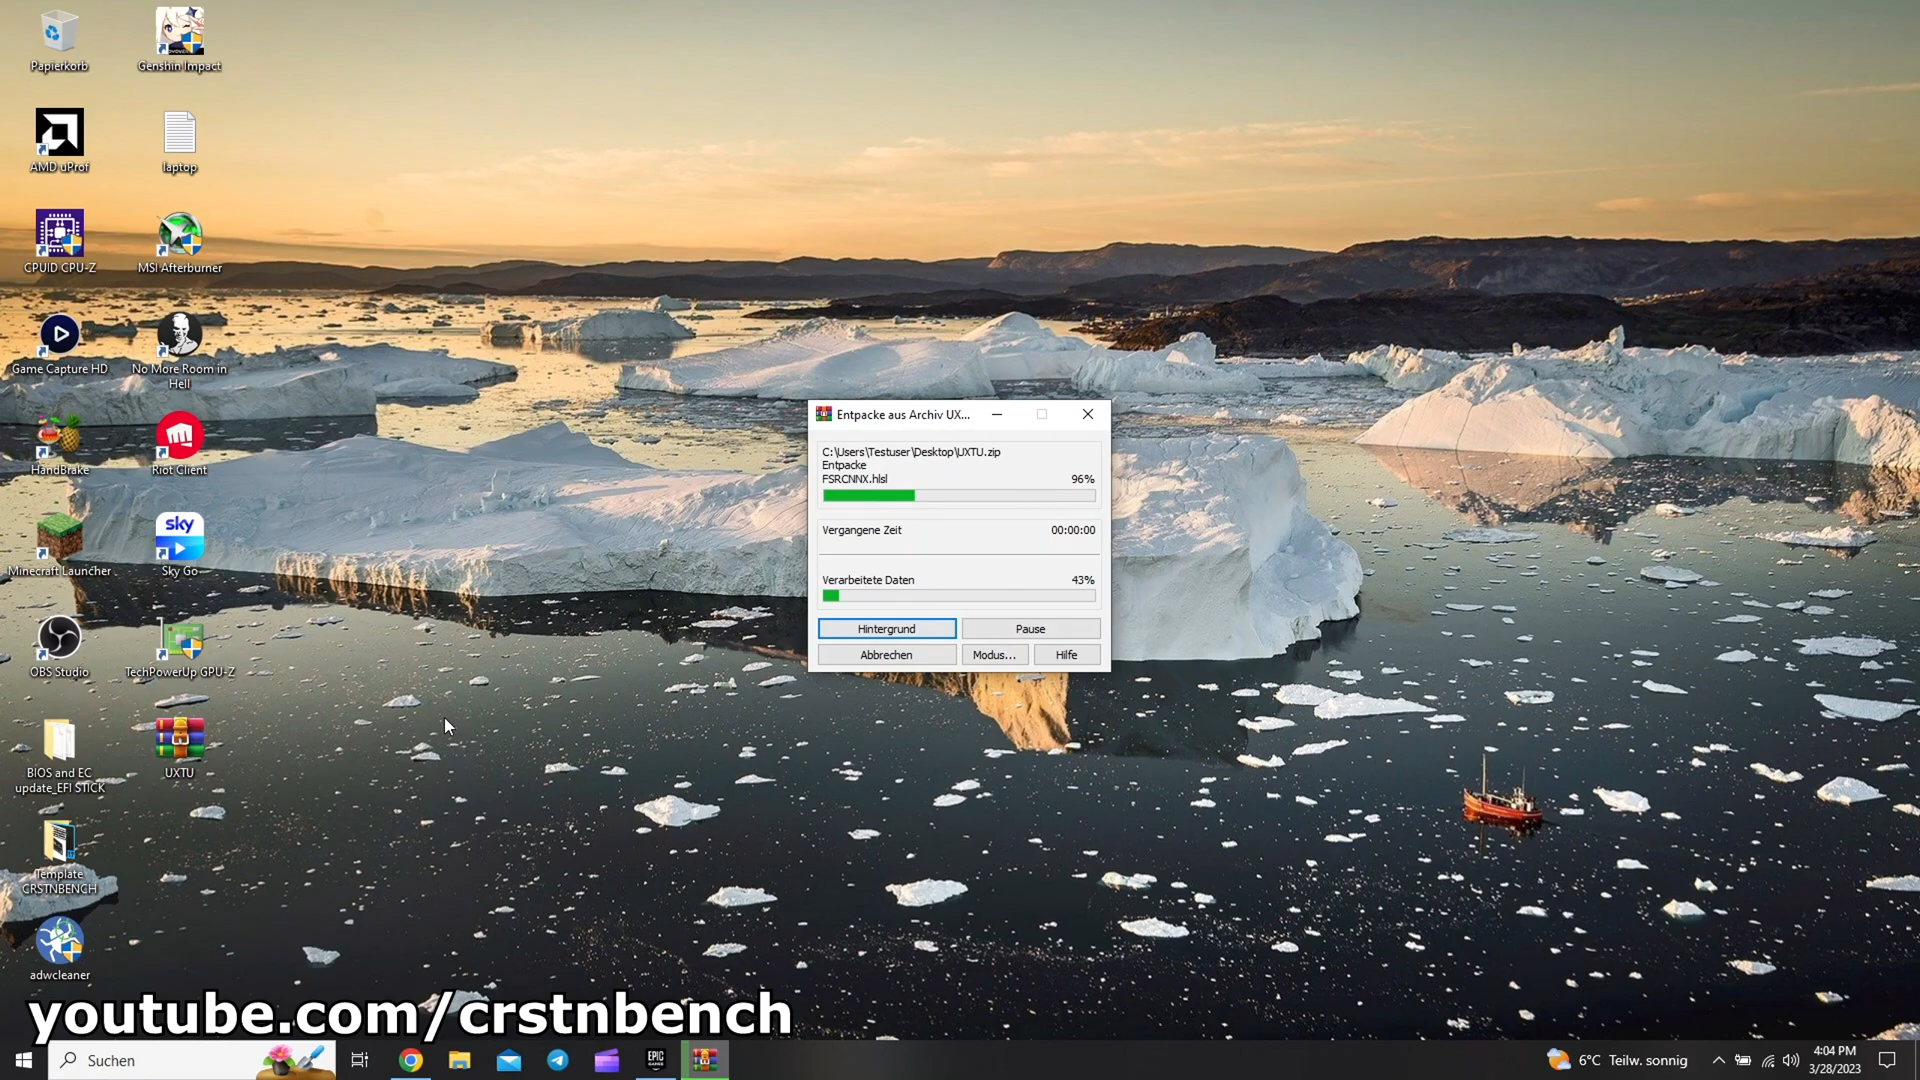 Papierkorb
Genshin Impact
AMD uProf
laptop
CPUID CPU-Z
MSI Afterburner
Game Capture HD
No More Room in
Hell
HandBrake
Riot Client
Minecraft Launcher
sky
Sky Go
OBS Studio
TechPowerUp GPU-Z
BIOS and EC
update_EFI STICK
UXTU
Template
CRSTNBENCH
adwcleaner
Entpacke aus Archiv UX...
C:\Users\Testuser\Desktop\UXTU.zip
Entpacke
FSRCNNX.hlsl 96%
Vergangene Zeit 00:00:00
Verarbeitete Daten 43%
Hintergrund Pause
Abbrechen Modus... Hilfe
youtube.com/crstnbench
Suchen
EPIC
GAMES
6°C Teilw. sonnig
4:04 PM
3/28/2023